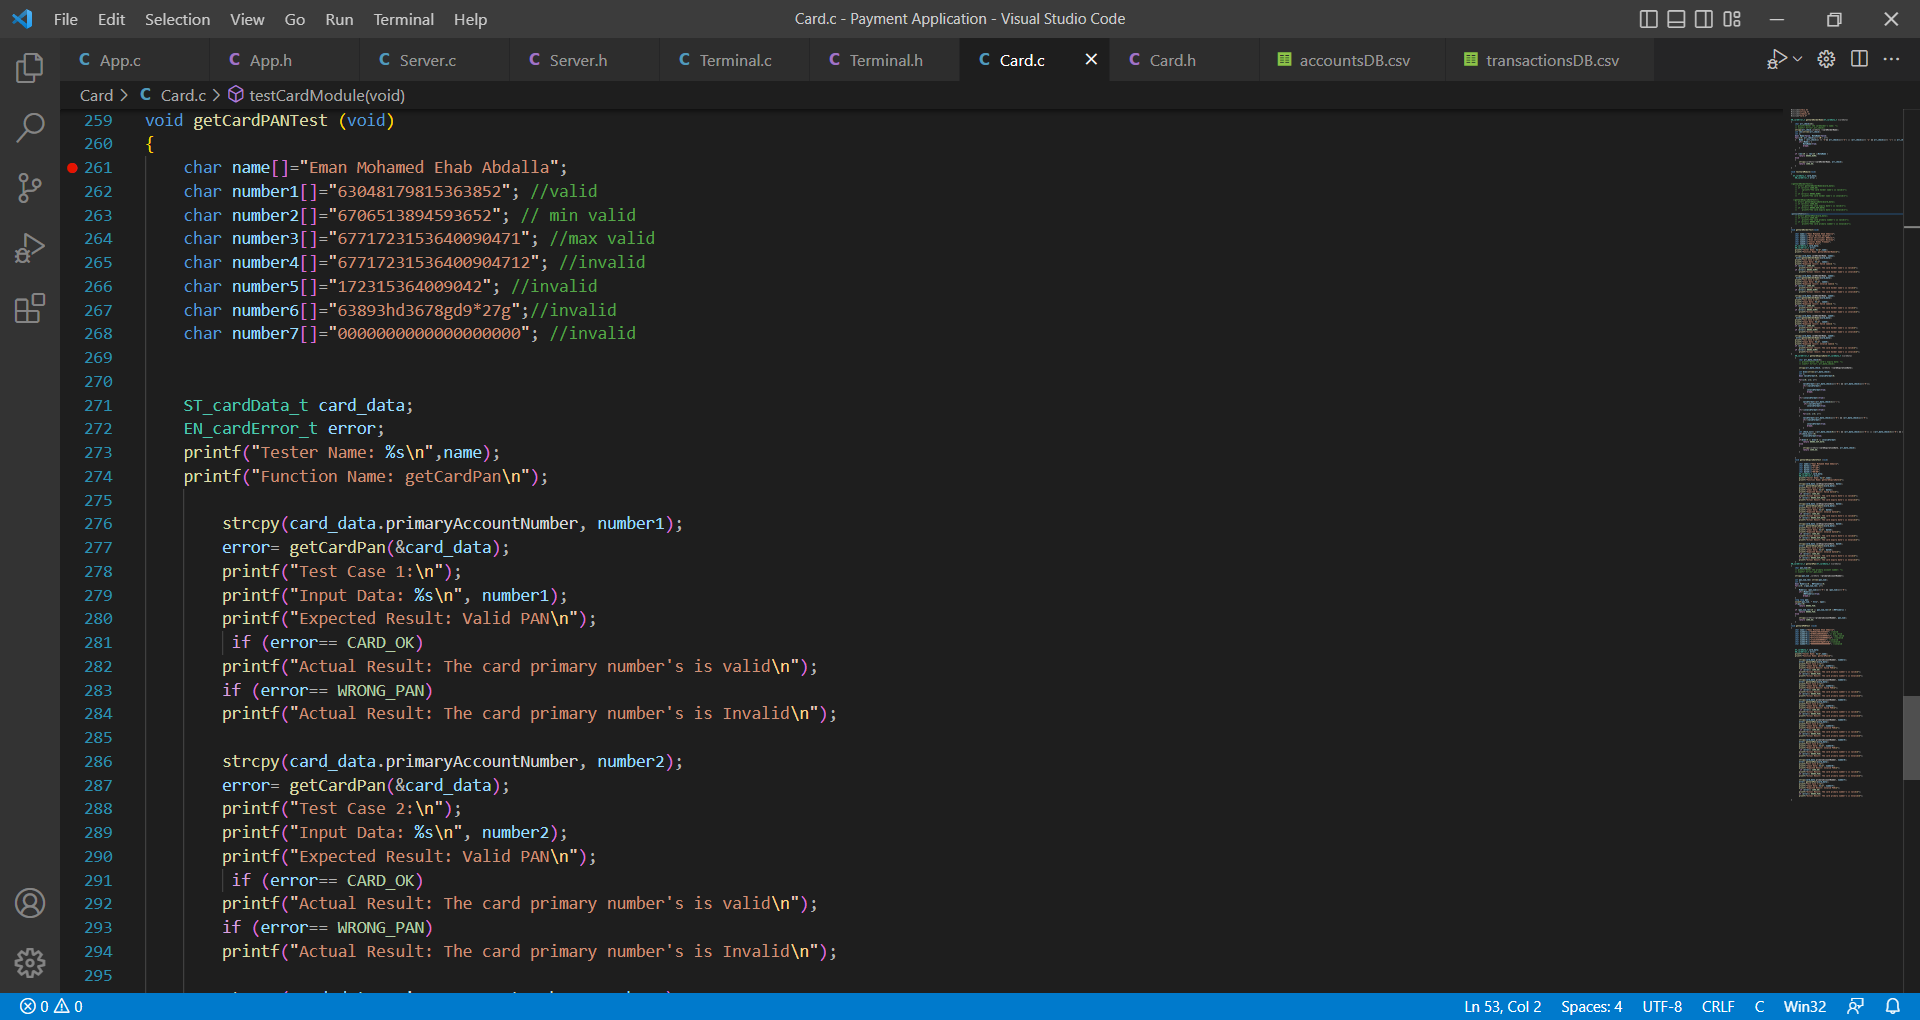 File Edit Selection View Go Run Terminal Help
Card.c - Payment Application - Visual Studio Code
C App.c C App.h C Server.c C Server.h C Terminal.c C Terminal.h C Card.c C Card.h accountsDB.csv transactionsDB.csv
Card > C Card.c > testCardModule(void)
259 void getCardPANTest (void)
260 {
261 char name[]="Eman Mohamed Ehab Abdalla";
262 char number1[]="63048179815363852"; //valid
263 char number2[]="6706513894593652"; // min valid
264 char number3[]="6771723153640090471"; //max valid
265 char number4[]="67717231536400904712"; //invalid
266 char number5[]="172315364009042"; //invalid
267 char number6[]="63893hd3678gd9*27g";//invalid
268 char number7[]="0000000000000000000"; //invalid
269
270
271 ST_cardData_t card_data;
272 EN_cardError_t error;
273 printf("Tester Name: %s\n",name);
274 printf("Function Name: getCardPan\n");
275
276 strcpy(card_data.primaryAccountNumber, number1);
277 error= getCardPan(&card_data);
278 printf("Test Case 1:\n");
279 printf("Input Data: %s\n", number1);
280 printf("Expected Result: Valid PAN\n");
281 if (error== CARD_OK)
282 printf("Actual Result: The card primary number's is valid\n");
283 if (error== WRONG_PAN)
284 printf("Actual Result: The card primary number's is Invalid\n");
285
286 strcpy(card_data.primaryAccountNumber, number2);
287 error= getCardPan(&card_data);
288 printf("Test Case 2:\n");
289 printf("Input Data: %s\n", number2);
290 printf("Expected Result: Valid PAN\n");
291 if (error== CARD_OK)
292 printf("Actual Result: The card primary number's is valid\n");
293 if (error== WRONG_PAN)
294 printf("Actual Result: The card primary number's is Invalid\n");
295
0 0
Ln 53, Col 2 Spaces: 4 UTF-8 CRLF C Win32